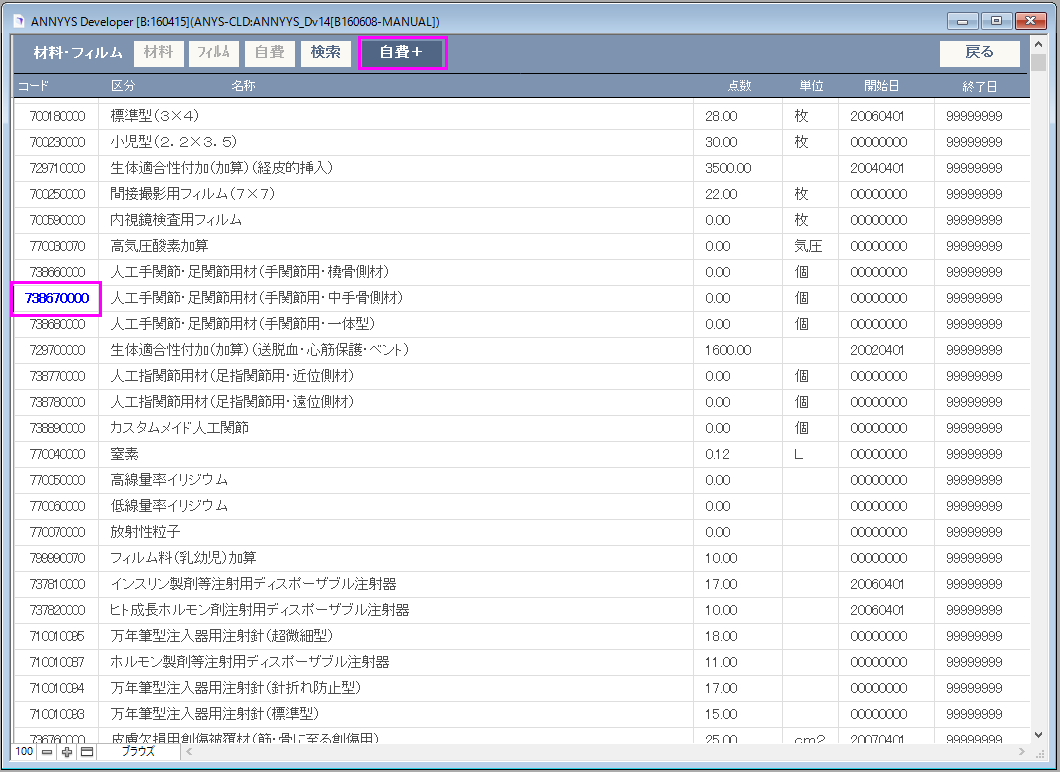 ANNYYS Developer [B:160415](ANYS-CLD:ANNYYS_Dv14[B160608-MANUAL])
材料・フィルム 材料 フィルム 自費 検索 自費＋ 戻る
コード 区分 名称 点数 単位 開始日 終了日
700180000 標準型(3×4) 28.00 枚 20060401 99999999
700230000 小児型(2.2×3.5) 30.00 枚 00000000 99999999
729710000 生体適合性付加(加算)(経皮的挿入) 3500.00 20040401 99999999
700250000 間接撮影用フィルム(7×7) 22.00 枚 00000000 99999999
700590000 内視鏡検査用フィルム 0.00 枚 00000000 99999999
770030070 高気圧酸素加算 0.00 気圧 00000000 99999999
738660000 人工手関節・足関節用材(手関節用・橈骨側材) 0.00 個 00000000 99999999
738670000 人工手関節・足関節用材(手関節用・中手骨側材) 0.00 個 00000000 99999999
738680000 人工手関節・足関節用材(手関節用・一体型) 0.00 個 00000000 99999999
729700000 生体適合性付加(加算)(送脱血・心筋保護・ベント) 1600.00 20020401 99999999
738770000 人工指関節用材(足指関節用・近位側材) 0.00 個 00000000 99999999
738780000 人工指関節用材(足指関節用・遠位側材) 0.00 個 00000000 99999999
738890000 カスタムメイド人工関節 0.00 個 00000000 99999999
770040000 窒素 0.12 L 00000000 99999999
770050000 高線量率イリジウム 0.00 00000000 99999999
770060000 低線量率イリジウム 0.00 00000000 99999999
770070000 放射性粒子 0.00 00000000 99999999
799990070 フィルム料(乳幼児)加算 10.00 00000000 99999999
737810000 インスリン製剤等注射用ディスポーザブル注射器 17.00 20060401 99999999
737820000 ヒト成長ホルモン剤注射用ディスポーザブル注射器 10.00 20060401 99999999
710010095 万年筆型注入器用注射針(超微細型) 18.00 00000000 99999999
710010087 ホルモン製剤等注射用ディスポーザブル注射器 11.00 00000000 99999999
710010094 万年筆型注入器用注射針(針折れ防止型) 17.00 00000000 99999999
710010093 万年筆型注入器用注射針(標準型) 15.00 00000000 99999999
736760000 皮膚欠損用創傷被覆材(筋・骨に至る創傷用) 25.00 cm2 20070401 99999999
100 ブラウズ